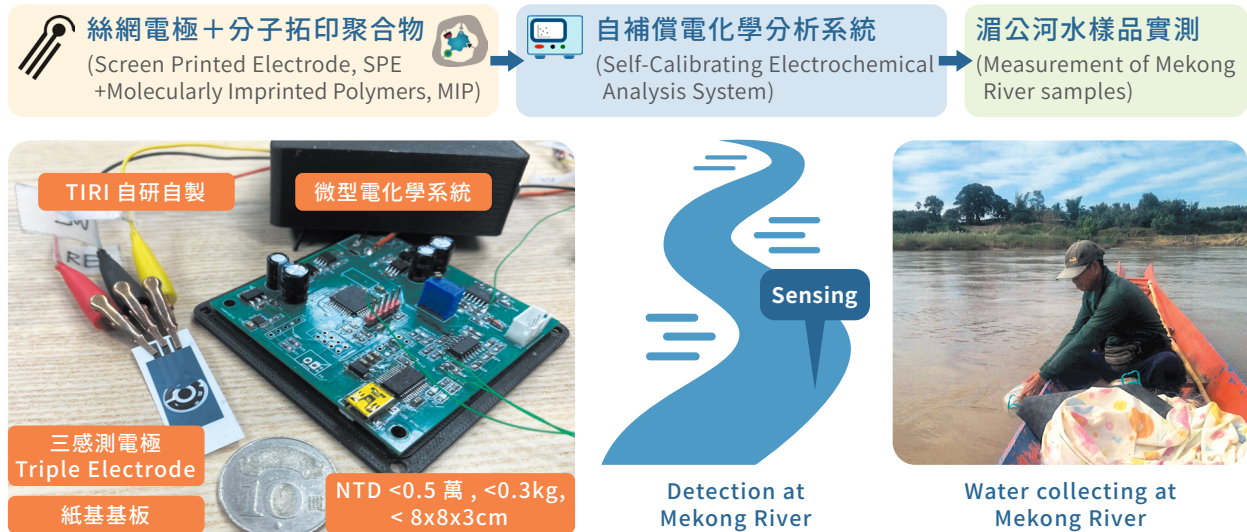 絲網電極＋分子拓印聚合物
(Screen Printed Electrode, SPE
+Molecularly Imprinted Polymers, MIP)
自補償電化學分析系統
(Self-Calibrating Electrochemical
Analysis System)
湄公河水樣品實測
(Measurement of Mekong
River samples)
TIRI 自研自製
微型電化學系統
RE
三感測電極
Triple Electrode
紙基基板
NTD <0.5 萬 , <0.3kg,
< 8x8x3cm
Sensing
Detection at
Mekong River
Water collecting at
Mekong River